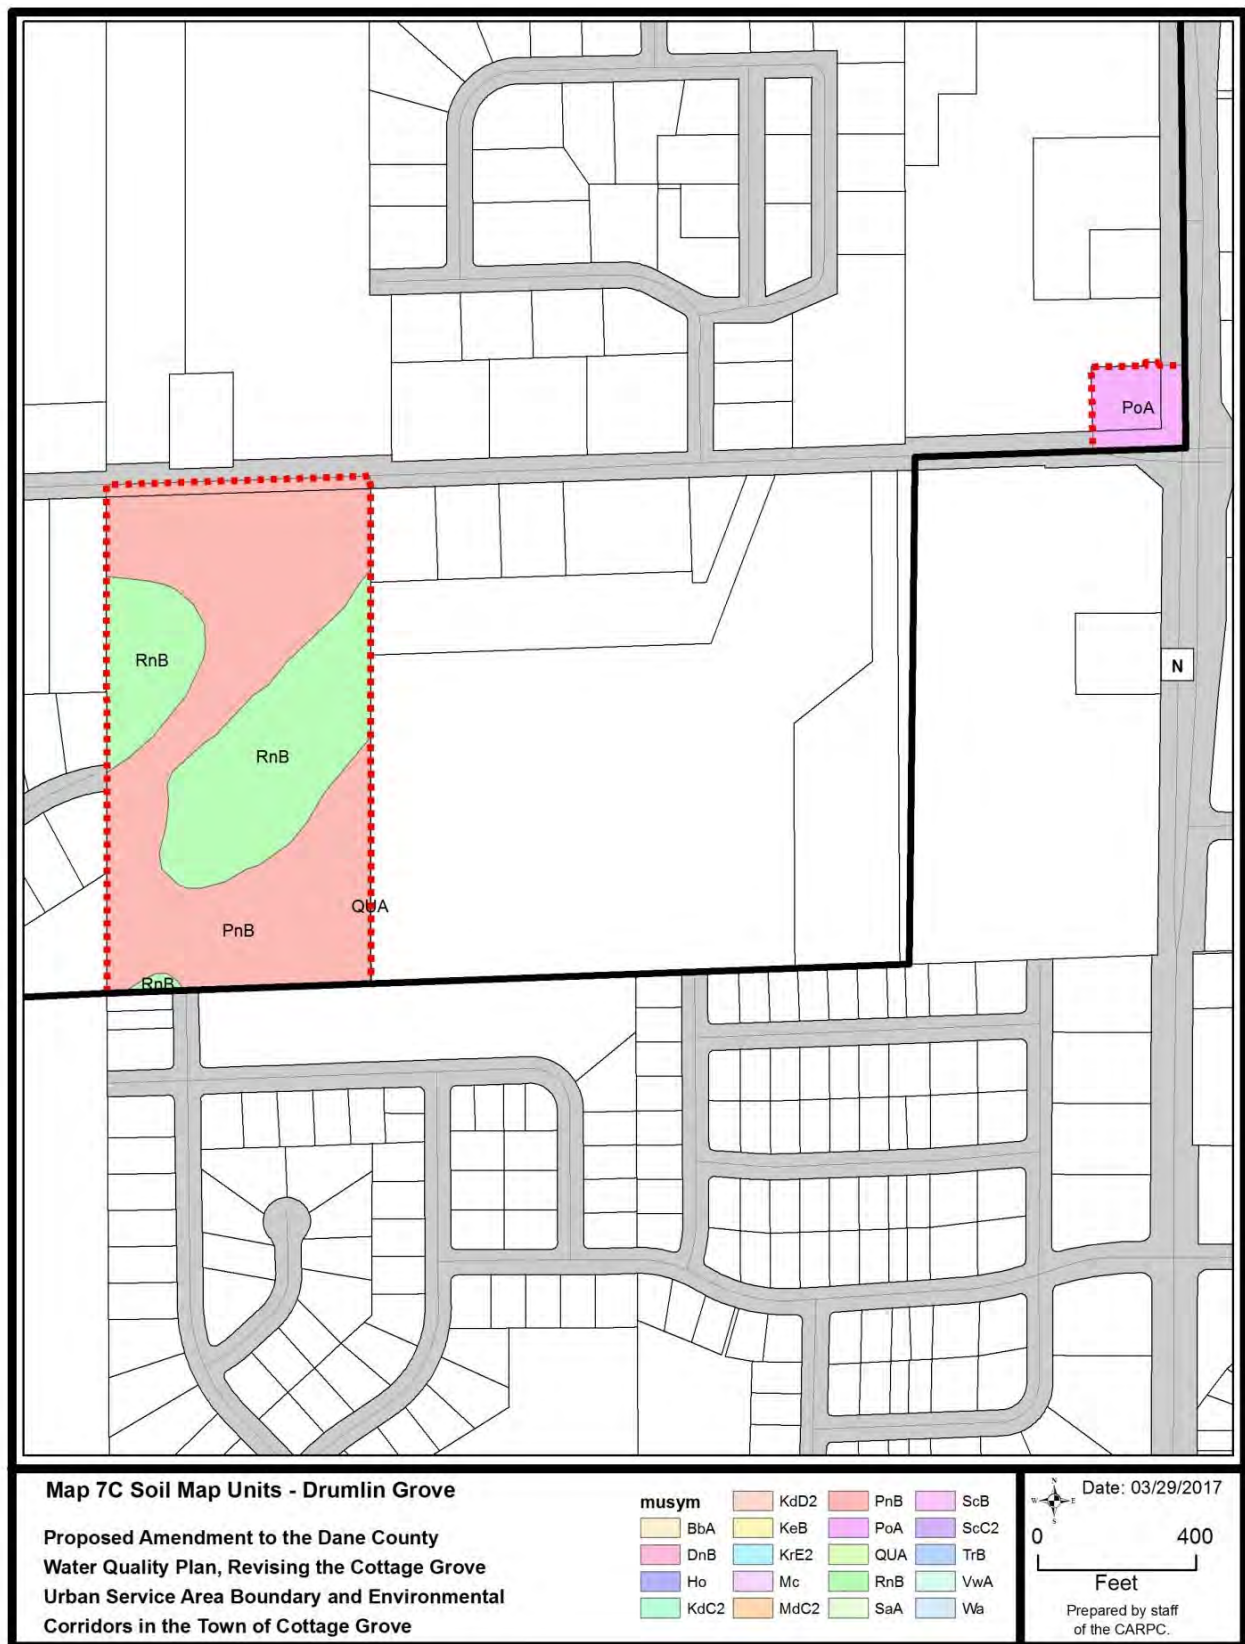 PoA
N
RnB
RnB
QUA
PnB
RnB
Map 7C Soil Map Units - Drumlin Grove
Proposed Amendment to the Dane County
Water Quality Plan, Revising the Cottage Grove
Urban Service Area Boundary and Environmental
Corridors in the Town of Cottage Grove
musym
BbA
DnB
Ho
KdC2
KdD2
KeB
KrE2
Mc
MdC2
PnB
PoA
QUA
RnB
SaA
ScB
ScC2
TrB
VwA
Wa
N
W E
S
Date: 03/29/2017
0 400
Feet
Prepared by staff
of the CARPC.